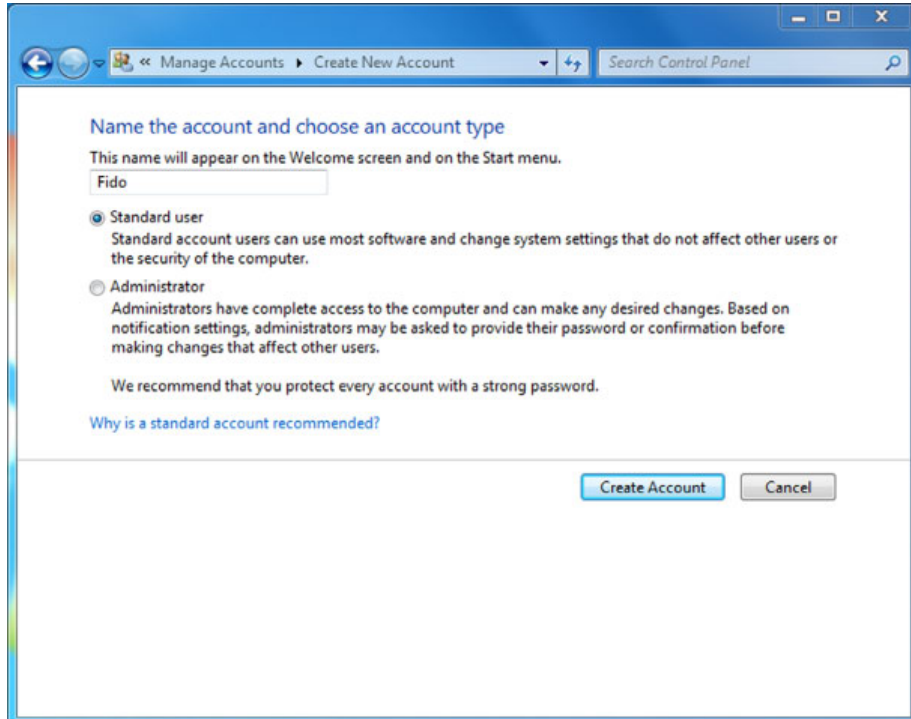 « Manage Accounts ▸ Create New Account
Search Control Panel
Name the account and choose an account type
This name will appear on the Welcome screen and on the Start menu.
Fido
Standard user
Standard account users can use most software and change system settings that do not affect other users or
the security of the computer.
Administrator
Administrators have complete access to the computer and can make any desired changes. Based on
notification settings, administrators may be asked to provide their password or confirmation before
making changes that affect other users.
We recommend that you protect every account with a strong password.
Why is a standard account recommended?
Create Account
Cancel